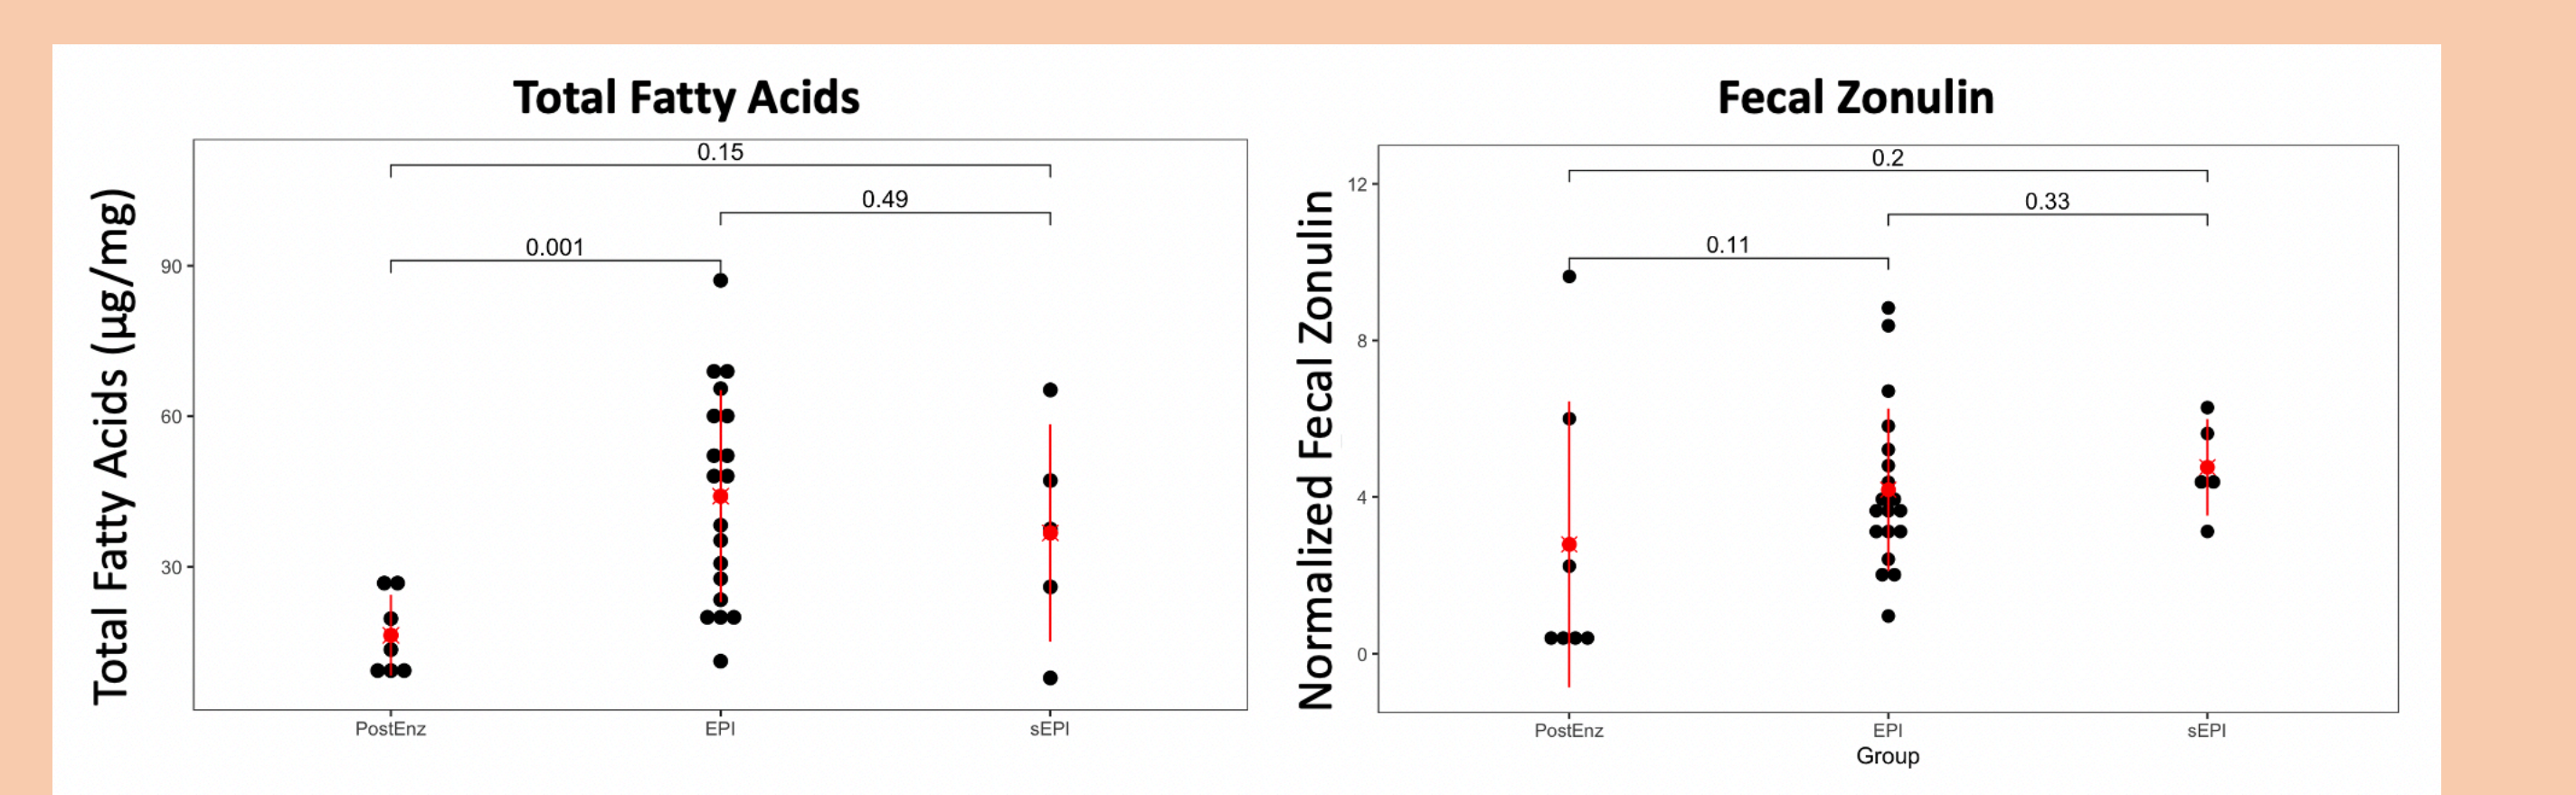 Total Fatty Acids
Total Fatty Acids (µg/mg)
0.15
0.49
0.001
90
60
30
PostEnz
EPI
sEPI
Fecal Zonulin
Normalized Fecal Zonulin
0.2
0.33
0.11
12
8
4
0
PostEnz
EPI
sEPI
Group